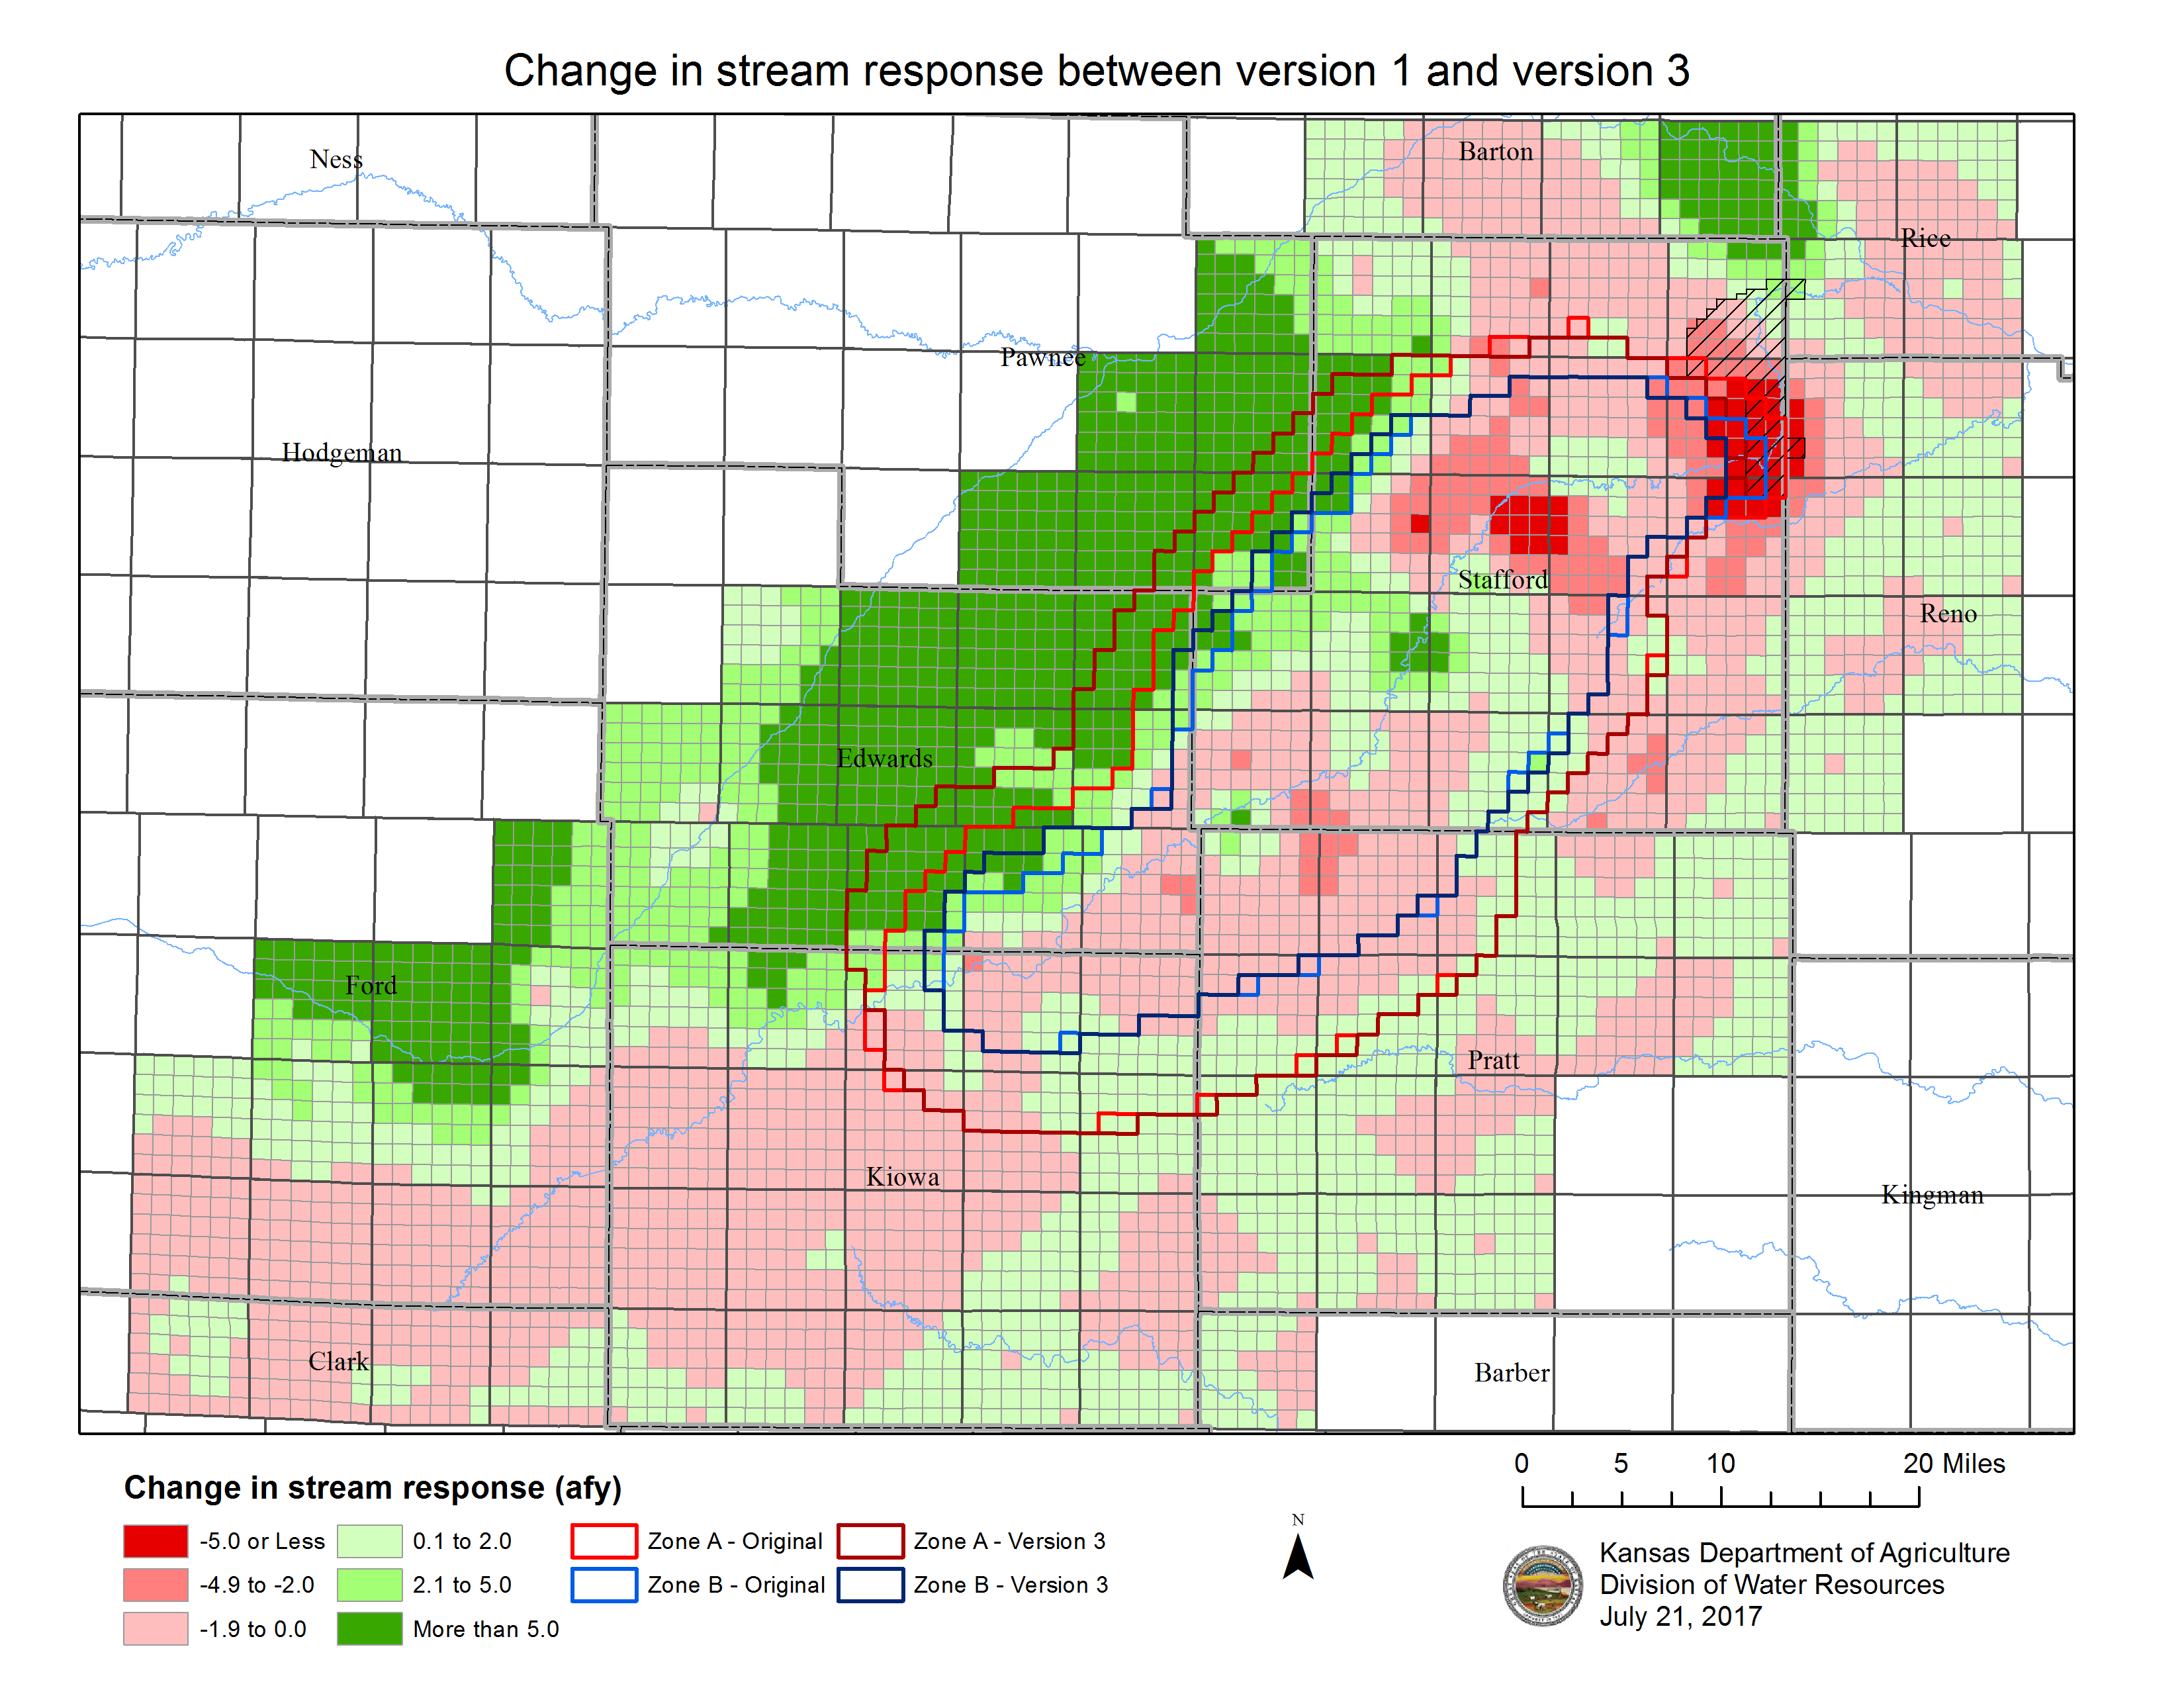 Change in stream response between version 1 and version 3
Ness
Barton
Rice
Pawnee
Hodgeman
Stafford
Reno
Edwards
Ford
Pratt
Kiowa
Kingman
Clark
Barber
0 5 10 20 Miles
Change in stream response (afy)
-5.0 or Less
0.1 to 2.0
Zone A - Original
Zone A - Version 3
-4.9 to -2.0
2.1 to 5.0
Zone B - Original
Zone B - Version 3
-1.9 to 0.0
More than 5.0
N
Kansas Department of Agriculture
Division of Water Resources
July 21, 2017